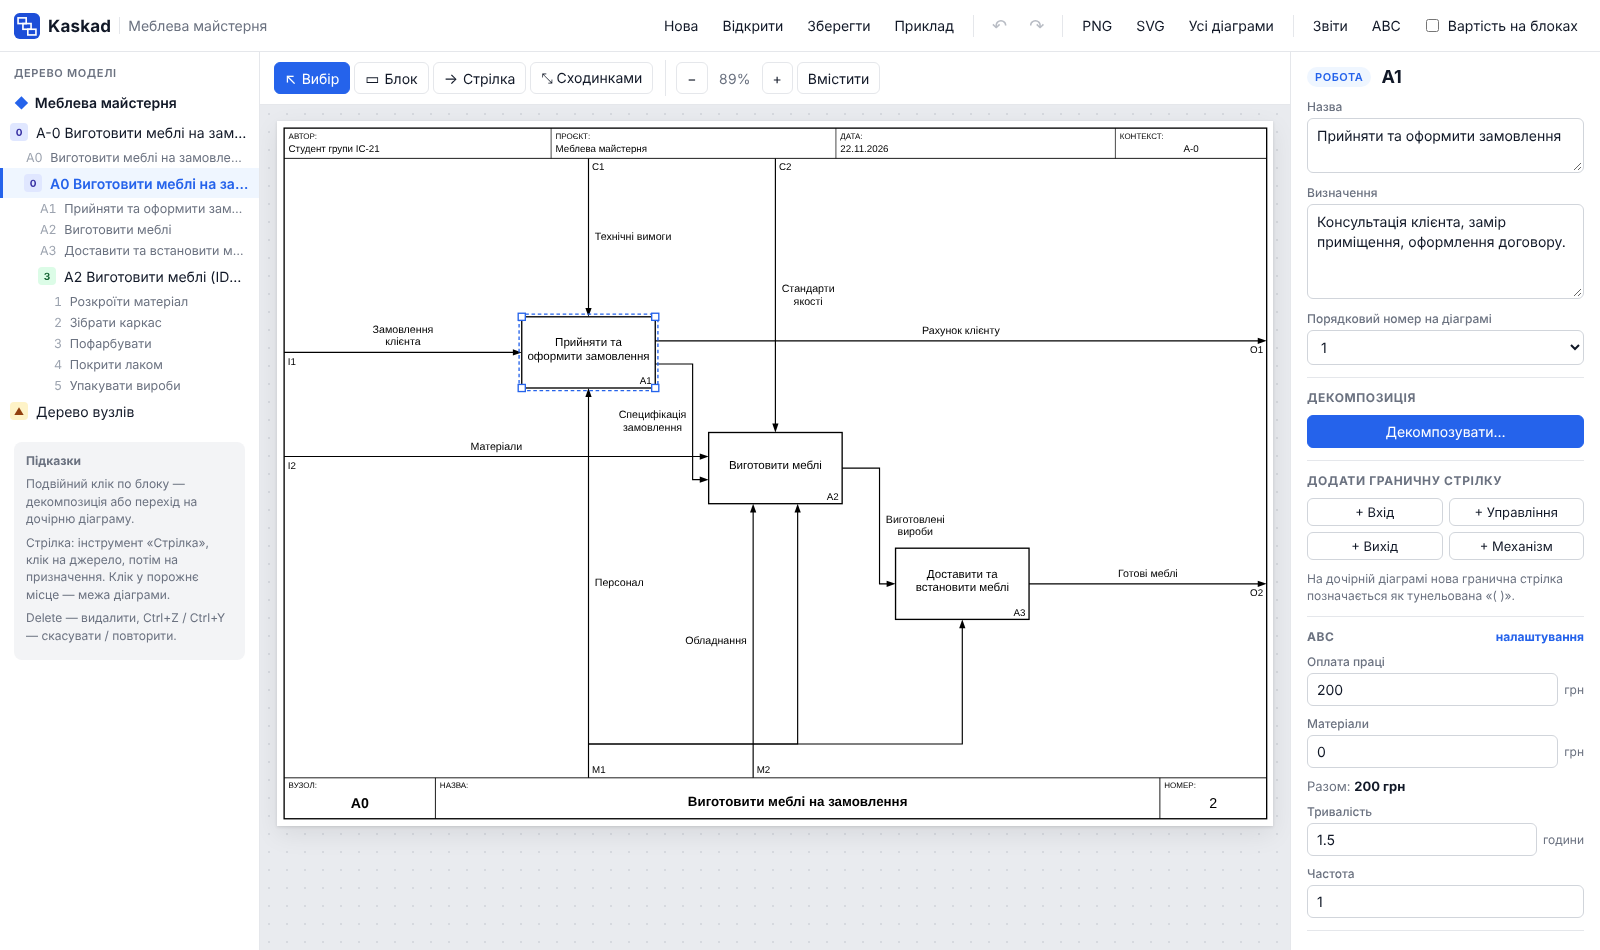 Kaskad
Меблева майстерня
Нова
Відкрити
Зберегти
Приклад
PNG
SVG
Усі діаграми
Звіти
ABC
Вартість на блоках
ДЕРЕВО МОДЕЛІ
Меблева майстерня
0 A-0 Виготовити меблі на зам...
A0 Виготовити меблі на замовле...
0 A0 Виготовити меблі на за...
A1 Прийняти та оформити зам...
A2 Виготовити меблі
A3 Доставити та встановити м...
3 A2 Виготовити меблі (ID...
1 Розкроїти матеріал
2 Зібрати каркас
3 Пофарбувати
4 Покрити лаком
5 Упакувати вироби
Дерево вузлів
Підказки
Подвійний клік по блоку —
декомпозиція або перехід на
дочірню діаграму.
Стрілка: інструмент «Стрілка»,
клік на джерело, потім на
призначення. Клік у порожнє
місце — межа діаграми.
Delete — видалити, Ctrl+Z / Ctrl+Y
— скасувати / повторити.
Вибір
Блок
Стрілка
Сходинками
−
89%
+
Вмістити
АВТОР:
Студент групи ІС-21
ПРОЄКТ:
Меблева майстерня
ДАТА:
22.11.2026
КОНТЕКСТ:
A-0
C1
C2
Технічні вимоги
Стандарти
якості
Замовлення
клієнта
I1
Прийняти та
оформити замовлення
A1
Рахунок клієнту
O1
Специфікація
замовлення
Матеріали
I2
Виготовити меблі
A2
Виготовлені
вироби
Доставити та
встановити меблі
A3
Готові меблі
O2
Персонал
Обладнання
M1
M2
ВУЗОЛ:
A0
НАЗВА:
Виготовити меблі на замовлення
НОМЕР:
2
РОБОТА A1
Назва
Прийняти та оформити замовлення
Визначення
Консультація клієнта, замір
приміщення, оформлення договору.
Порядковий номер на діаграмі
1
ДЕКОМПОЗИЦІЯ
Декомпозувати...
ДОДАТИ ГРАНИЧНУ СТРІЛКУ
+ Вхід
+ Управління
+ Вихід
+ Механізм
На дочірній діаграмі нова гранична стрілка
позначається як тунельована «( )».
ABC
налаштування
Оплата праці
200 грн
Матеріали
0 грн
Разом: 200 грн
Тривалість
1.5 години
Частота
1